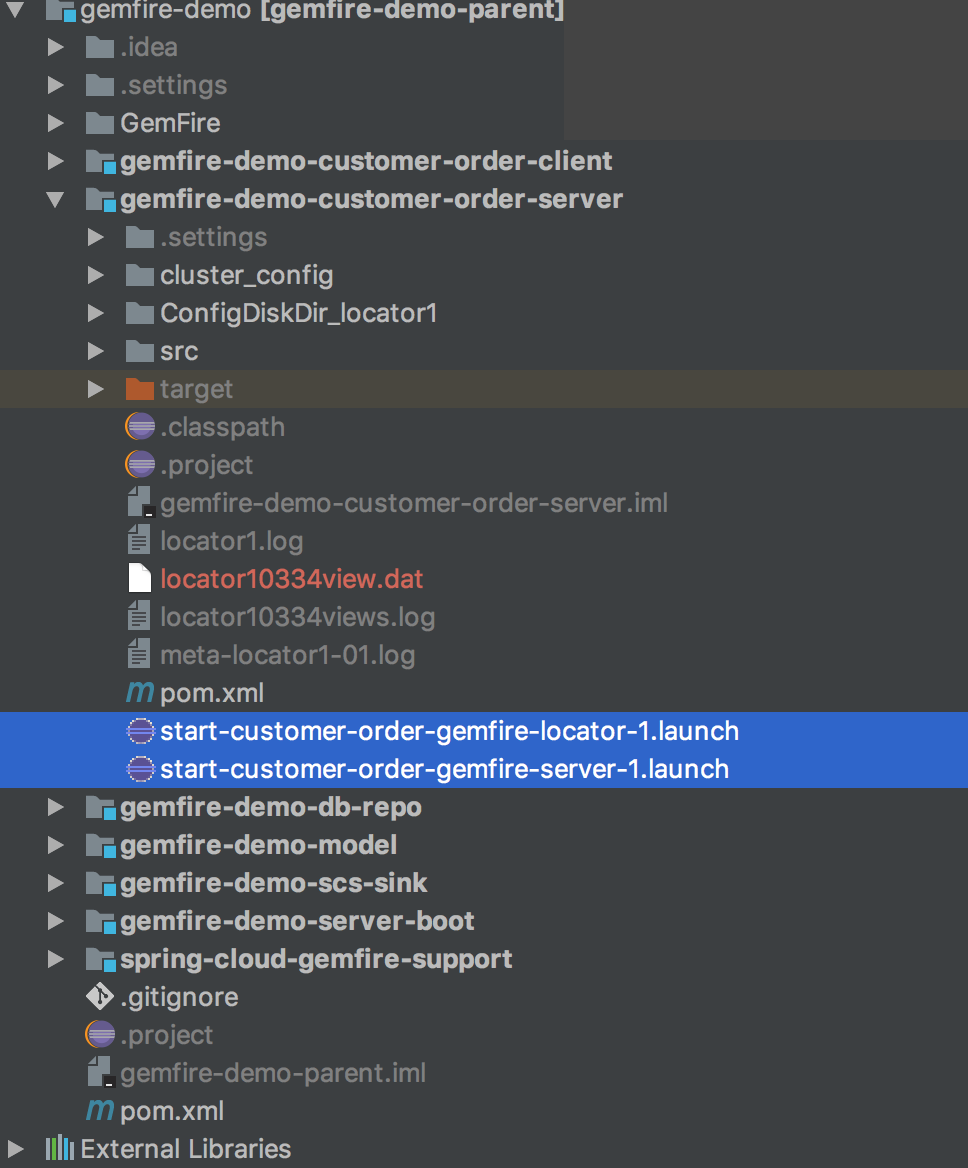 gemfire-demo [gemfire-demo-parent]
.idea
.settings
GemFire
gemfire-demo-customer-order-client
gemfire-demo-customer-order-server
.settings
cluster_config
ConfigDiskDir_locator1
src
target
.classpath
.project
gemfire-demo-customer-order-server.iml
locator1.log
locator10334view.dat
locator10334views.log
meta-locator1-01.log
pom.xml
start-customer-order-gemfire-locator-1.launch
start-customer-order-gemfire-server-1.launch
gemfire-demo-db-repo
gemfire-demo-model
gemfire-demo-scs-sink
gemfire-demo-server-boot
spring-cloud-gemfire-support
.gitignore
.project
gemfire-demo-parent.iml
pom.xml
External Libraries